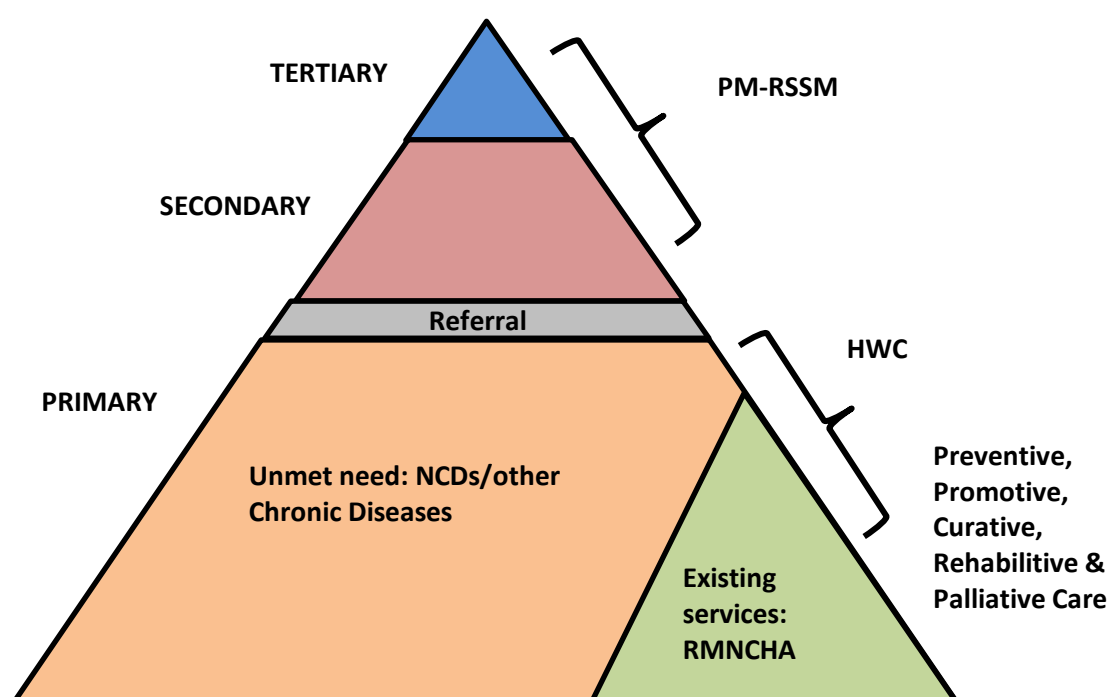 TERTIARY
PM-RSSM
SECONDARY
Referral
HWC
PRIMARY
Unmet need: NCDs/other
Chronic Diseases
Preventive,
Promotive,
Curative,
Rehabilitive &
Palliative Care
Existing
services:
RMNCHA